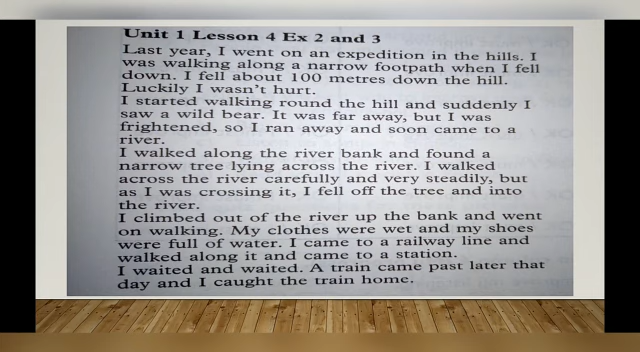 Unit 1 Lesson 4 Ex 2 and 3
Last year, I went on an expedition in the hills. I
was walking along a narrow footpath when I fell
down. I fell about 100 metres down the hill.
Luckily I wasn't hurt.
I started walking round the hill and suddenly I
saw a wild bear. It was far away, but I was
frightened, so I ran away and soon came to a
river.
I walked along the river bank and found a
narrow tree lying across the river. I walked
across the river carefully and very steadily, but
as I was crossing it, I fell off the tree and into
the river.
I climbed out of the river up the bank and went
on walking. My clothes were wet and my shoes
were full of water. I came to a railway line and
walked along it and came to a station.
I waited and waited. A train came past later that
day and I caught the train home.